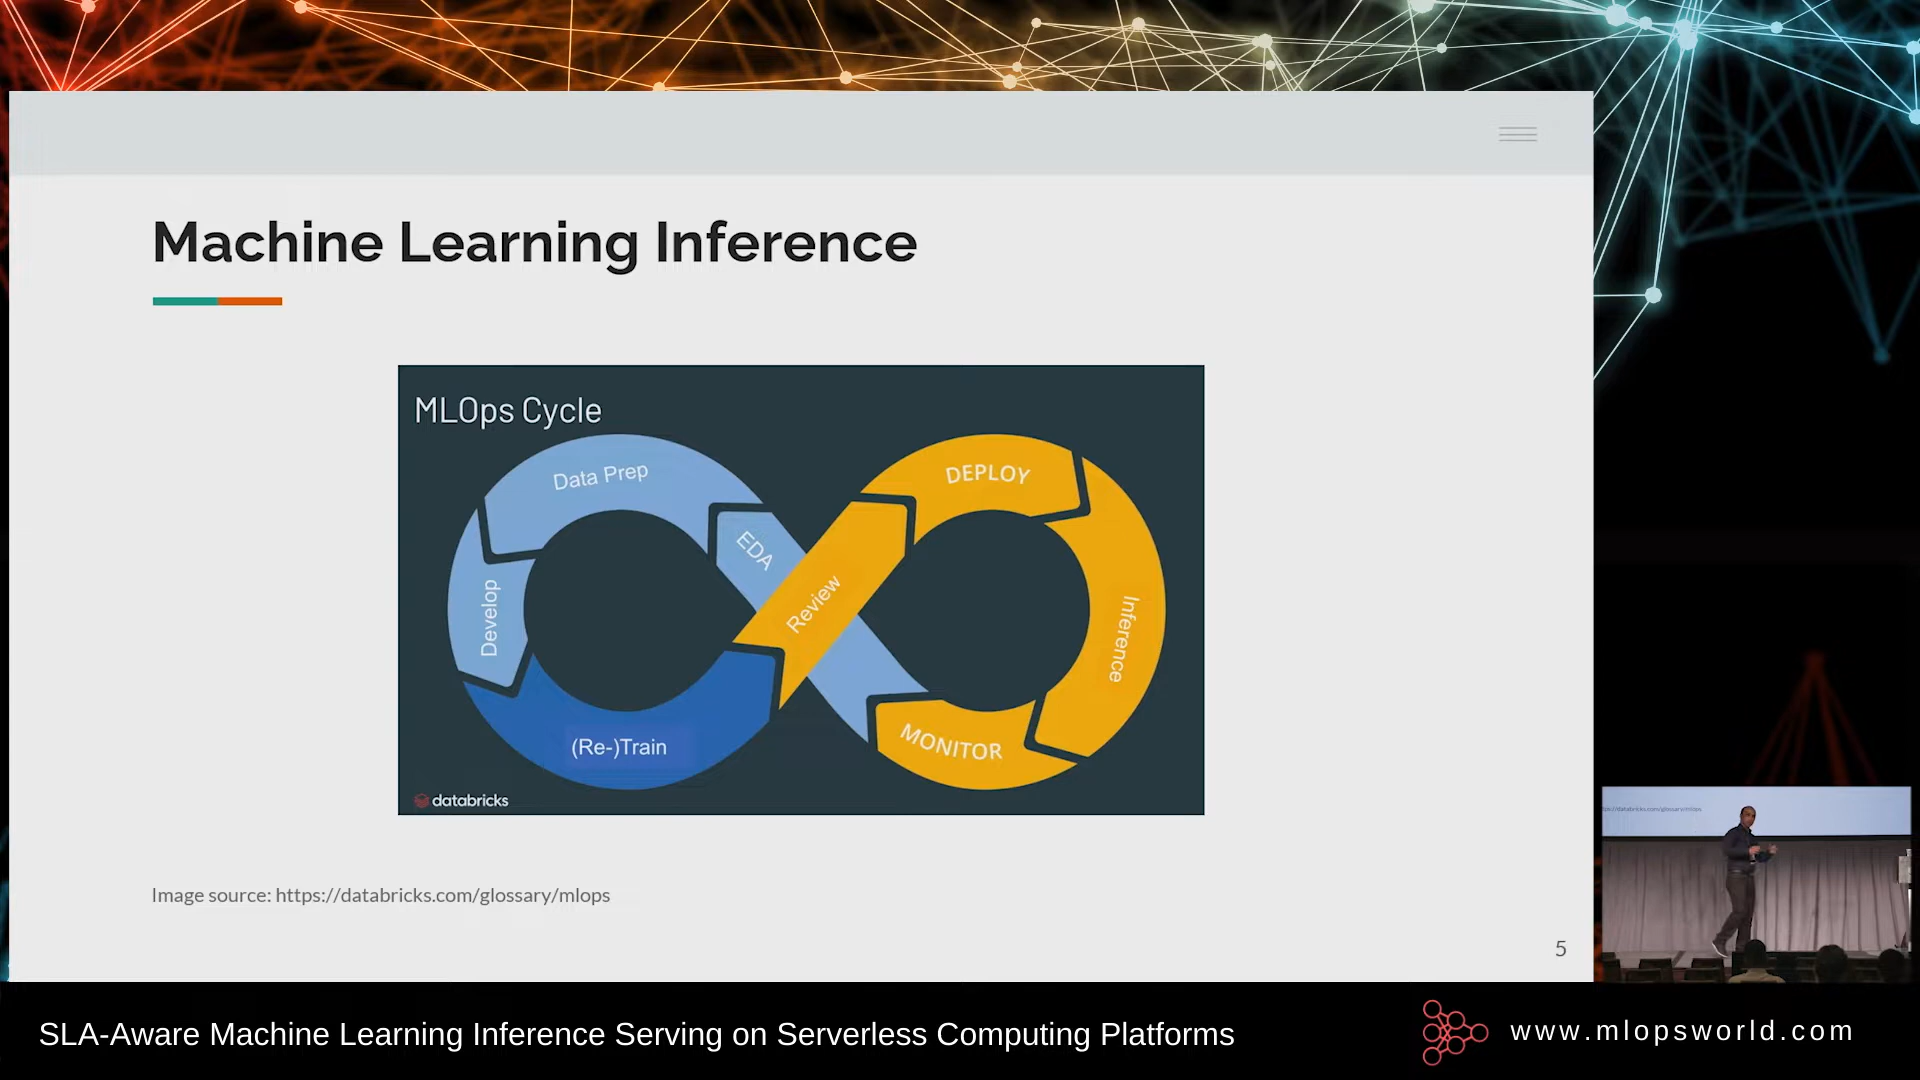 Machine Learning Inference
MLOps Cycle
Data Prep
DEPLOY
EDA
Review
Develop
Inference
(Re-)Train
MONITOR
databricks
Image source: https://databricks.com/glossary/mlops
5
SLA-Aware Machine Learning Inference Serving on Serverless Computing Platforms
www.mlopsworld.com